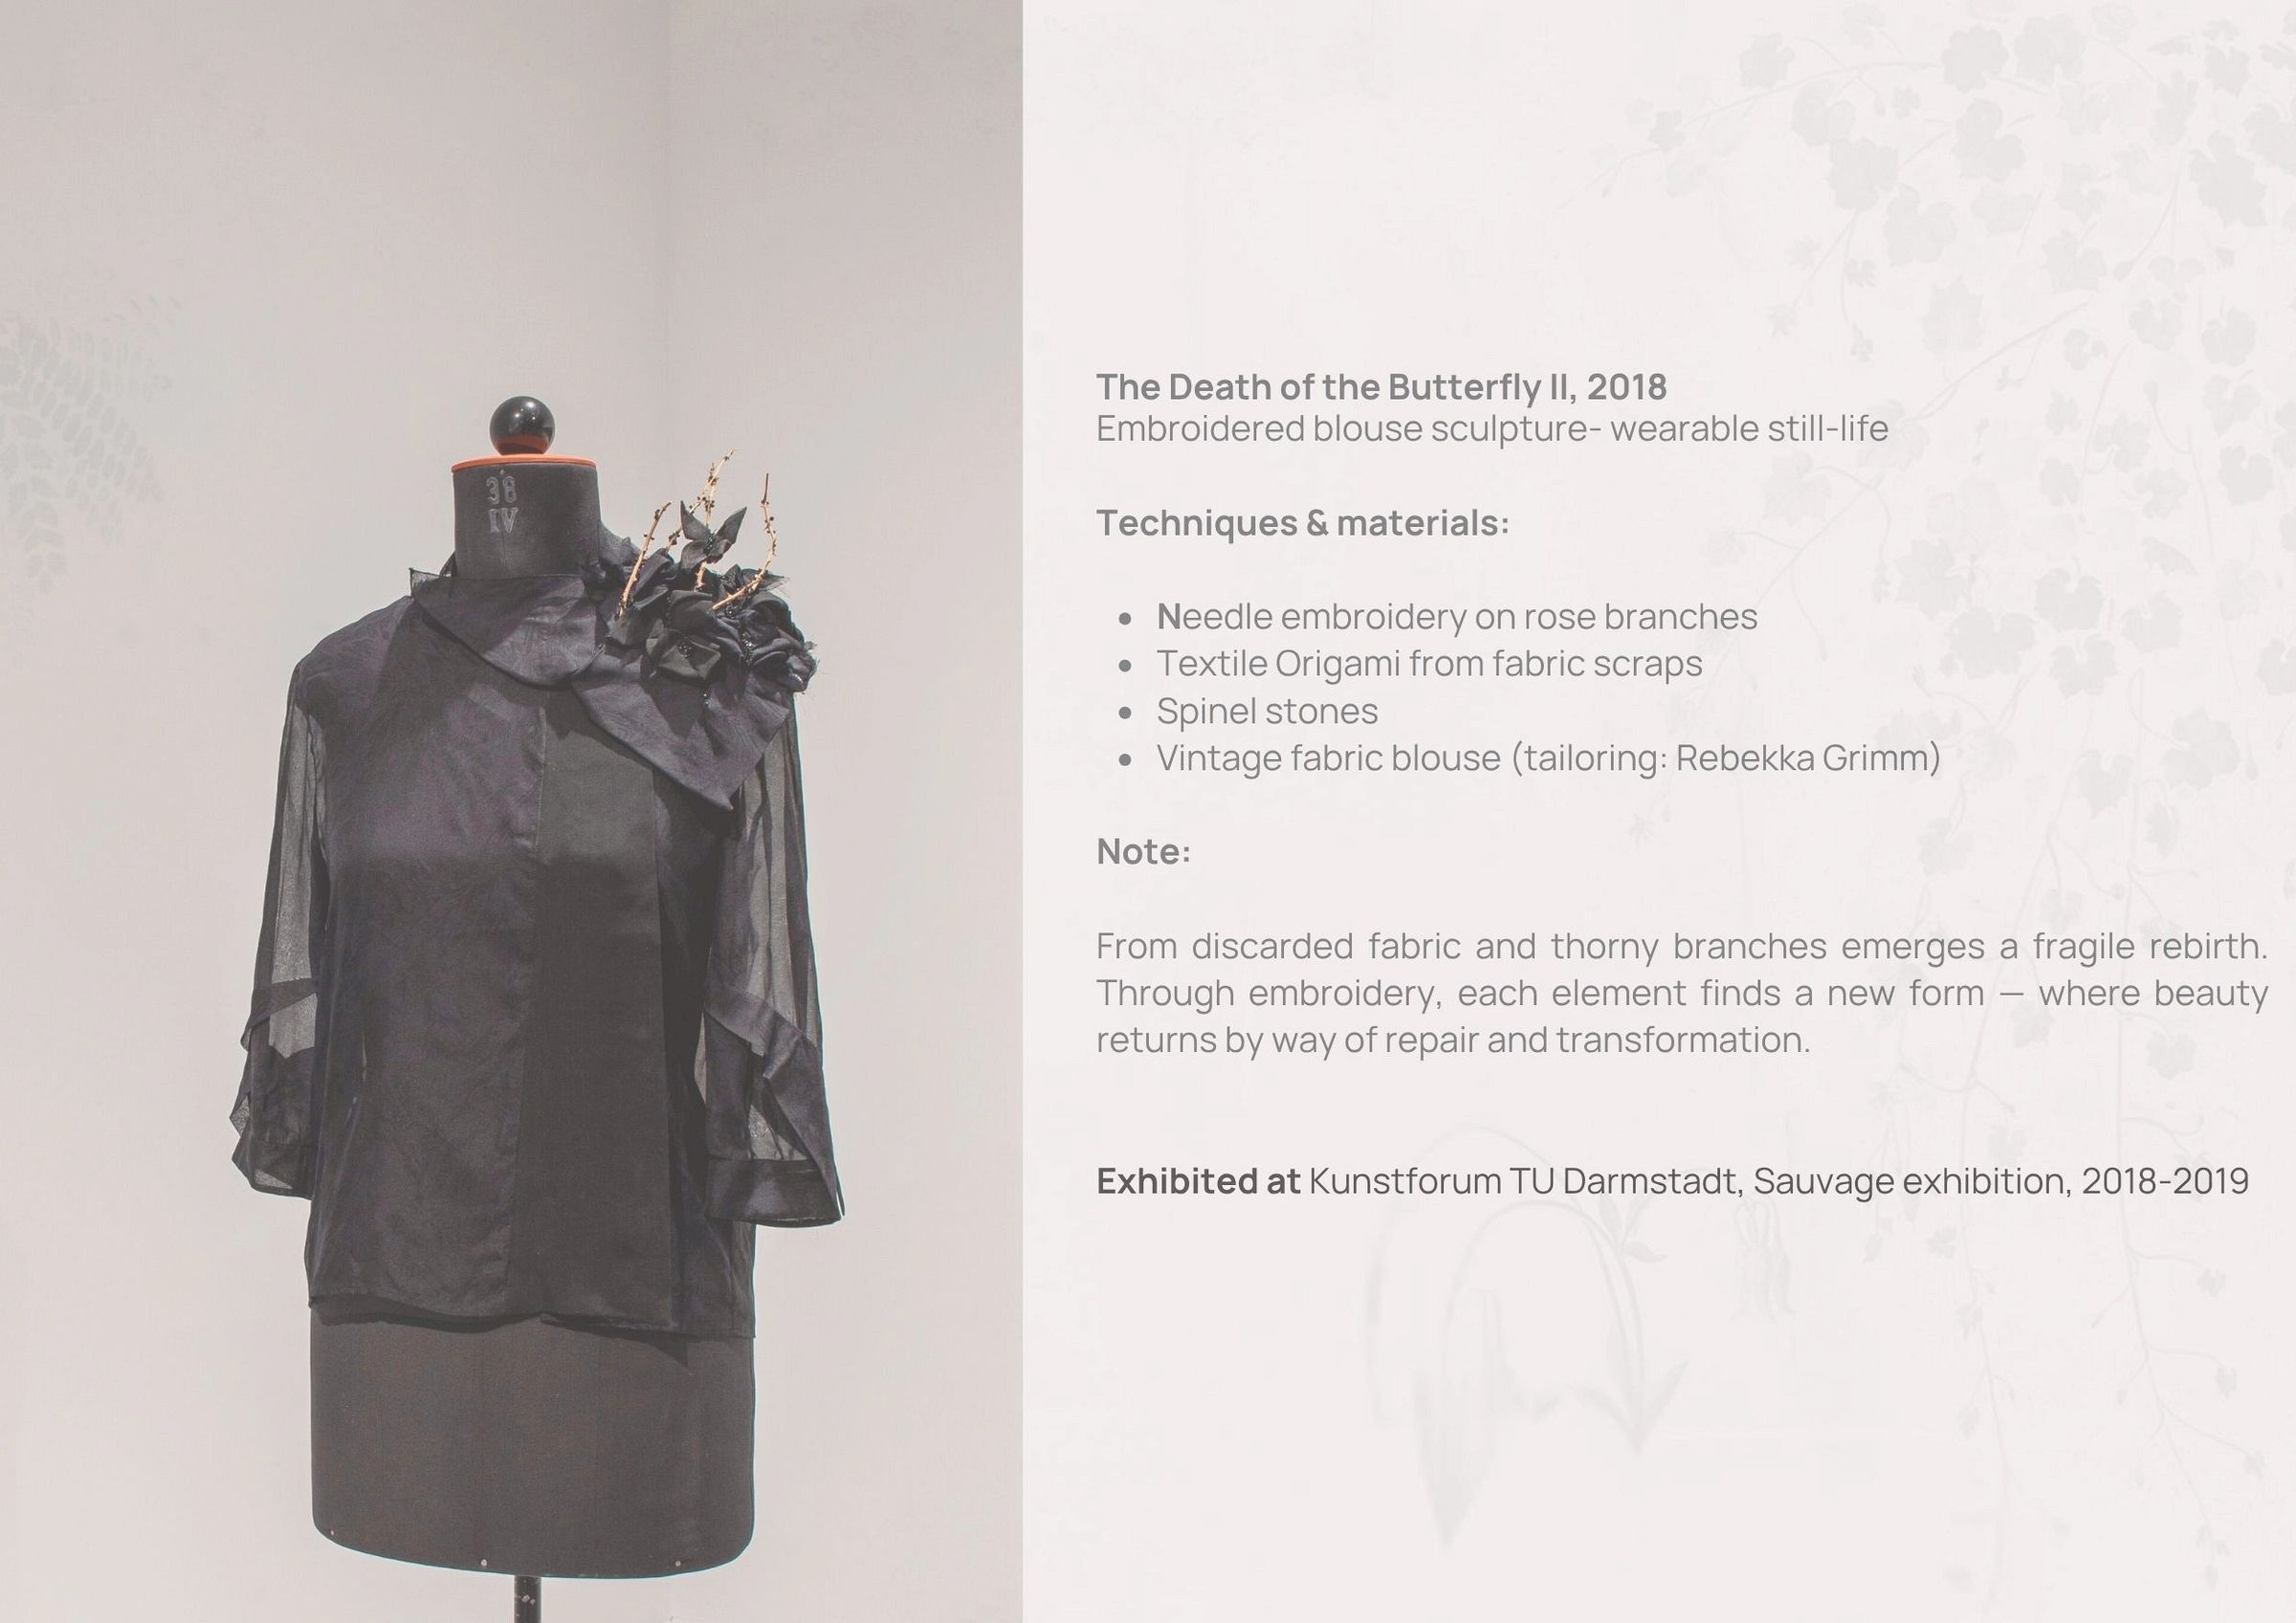 38
IV
The Death of the Butterfly II, 2018
Embroidered blouse sculpture- wearable still-life
Techniques & materials:
• Needle embroidery on rose branches
• Textile Origami from fabric scraps
• Spinel stones
• Vintage fabric blouse (tailoring: Rebekka Grimm)
Note:
From discarded fabric and thorny branches emerges a fragile rebirth.
Through embroidery, each element finds a new form — where beauty
returns by way of repair and transformation.
Exhibited at Kunstforum TU Darmstadt, Sauvage exhibition, 2018-2019